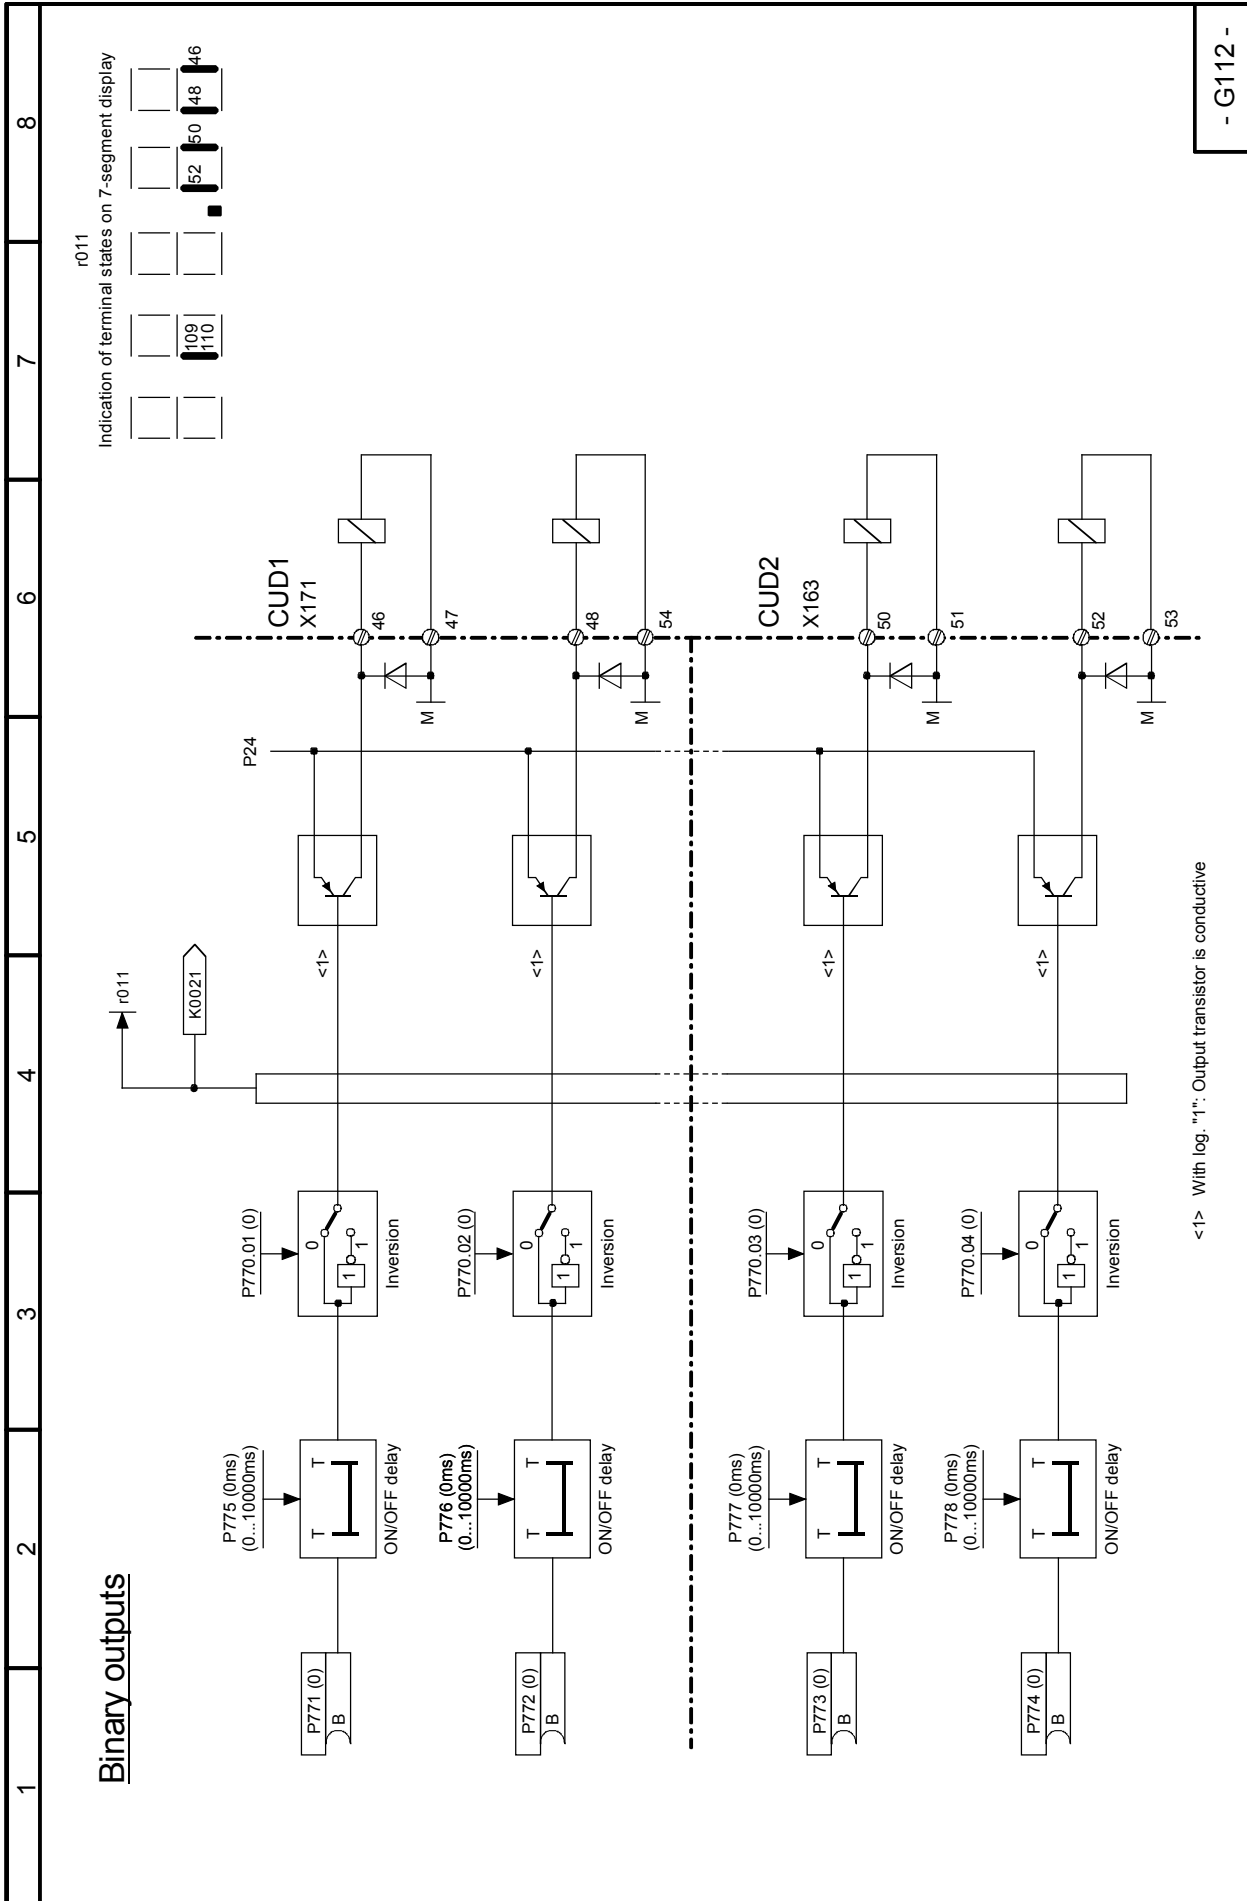 1 2 3 4 5 6 7 8
Binary outputs
r011
Indication of terminal states on 7-segment display
109
110
52 50 48 46
r011
K0021
P24
CUD1
X171
P771 (0)
B
P775 (0ms)
(0...10000ms)
T T
ON/OFF delay
P770.01 (0)
0
1
1
Inversion
<1>
46
47
M
P772 (0)
B
P776 (0ms)
(0...10000ms)
T T
ON/OFF delay
P770.02 (0)
0
1
1
Inversion
<1>
48
54
M
CUD2
X163
P773 (0)
B
P777 (0ms)
(0...10000ms)
T T
ON/OFF delay
P770.03 (0)
0
1
1
Inversion
<1>
50
51
M
P774 (0)
B
P778 (0ms)
(0...10000ms)
T T
ON/OFF delay
P770.04 (0)
0
1
1
Inversion
<1>
52
53
M
<1> With log. "1": Output transistor is conductive
- G112 -